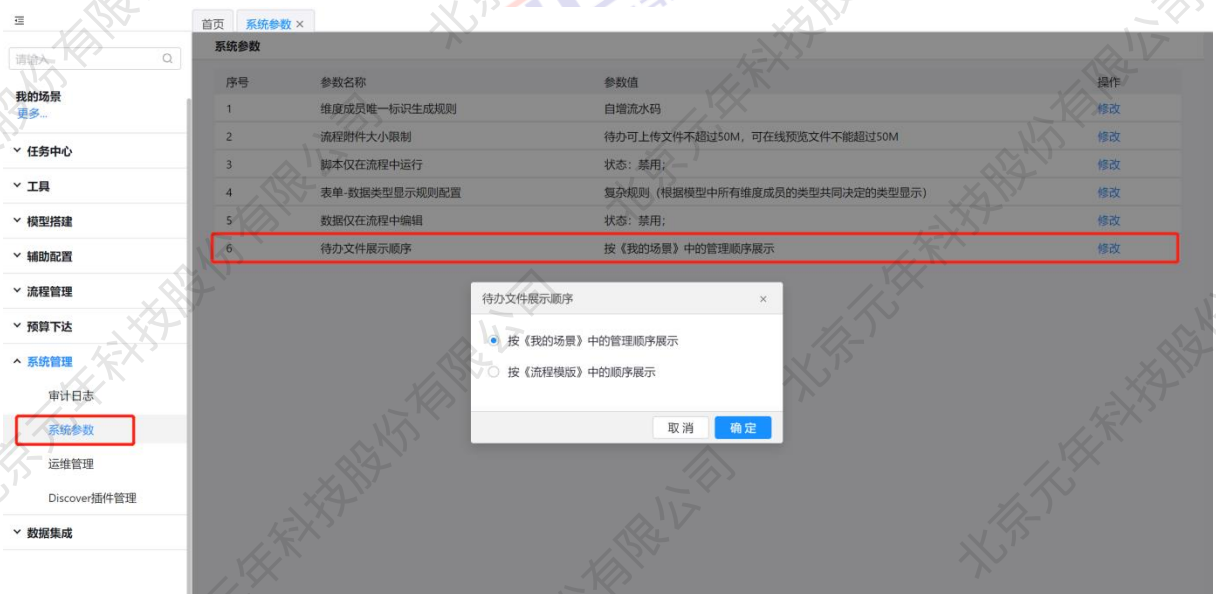 首页 系统参数 ×
请输入
系统参数
序号 参数名称 参数值 操作
我的场景
更多...
1 维度成员唯一标识生成规则 自增流水码 修改
2 流程附件大小限制 待办可上传文件不超过50M，可在线预览文件不能超过50M 修改
任务中心
3 脚本仅在流程中运行 状态：禁用; 修改
工具
4 表单-数据类型显示规则配置 复杂规则（根据模型中所有维度成员的类型共同决定的类型显示） 修改
模型搭建
5 数据仅在流程中编辑 状态：禁用; 修改
辅助配置
6 待办文件展示顺序 按《我的场景》中的管理顺序展示 修改
流程管理
预算下达
系统管理
审计日志
系统参数
运维管理
Discover插件管理
数据集成
待办文件展示顺序 ×
按《我的场景》中的管理顺序展示
按《流程模版》中的顺序展示
取消 确定
北京元年科技股份有限公司